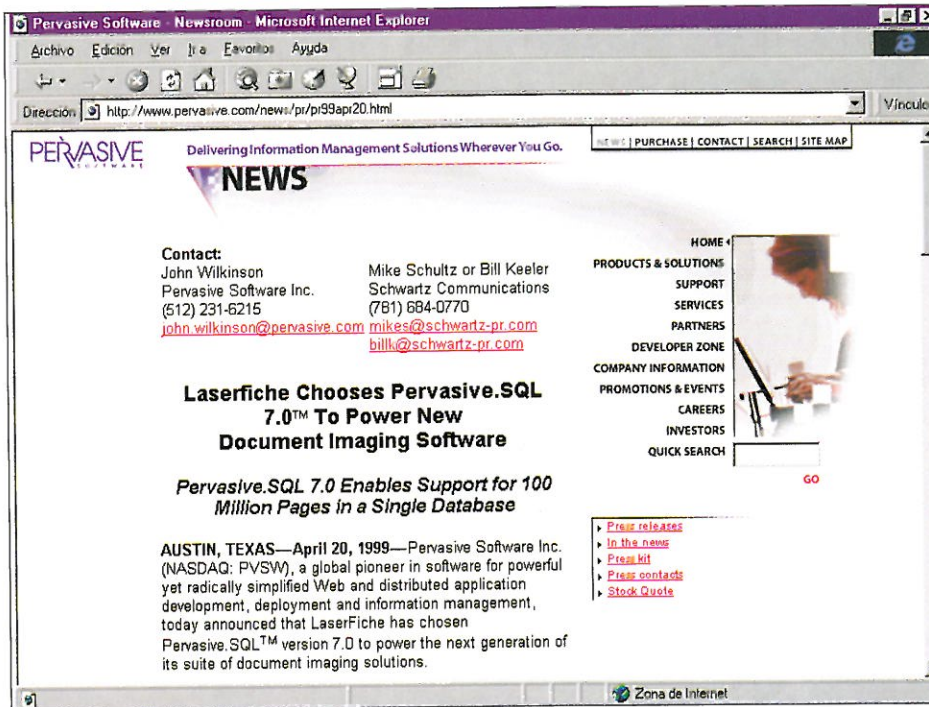 Pervasive Software - Newsroom - Microsoft Internet Explorer
Archivo Edición Ver Ir a Favoritos Ayuda
Dirección http://www.pervasive.com/news/pr/pr99apr20.html Vínculo
PERVASIVE
SOFTWARE
Delivering Information Management Solutions Wherever You Go.
NEWS | PURCHASE | CONTACT | SEARCH | SITE MAP
NEWS
Contact:
John Wilkinson
Pervasive Software Inc.
(512) 231-6215
john.wilkinson@pervasive.com
Mike Schultz or Bill Keeler
Schwartz Communications
(781) 684-0770
mikes@schwartz-pr.com
billk@schwartz-pr.com
Laserfiche Chooses Pervasive.SQL
7.0™ To Power New
Document Imaging Software
Pervasive.SQL 7.0 Enables Support for 100
Million Pages in a Single Database
AUSTIN, TEXAS—April 20, 1999—Pervasive Software Inc.
(NASDAQ: PVSW), a global pioneer in software for powerful
yet radically simplified Web and distributed application
development, deployment and information management,
today announced that LaserFiche has chosen
Pervasive.SQL™ version 7.0 to power the next generation of
its suite of document imaging solutions.
HOME
PRODUCTS & SOLUTIONS
SUPPORT
SERVICES
PARTNERS
DEVELOPER ZONE
COMPANY INFORMATION
PROMOTIONS & EVENTS
CAREERS
INVESTORS
QUICK SEARCH
GO
Press releases
In the news
Press kit
Press contacts
Stock Quote
Zona de Internet